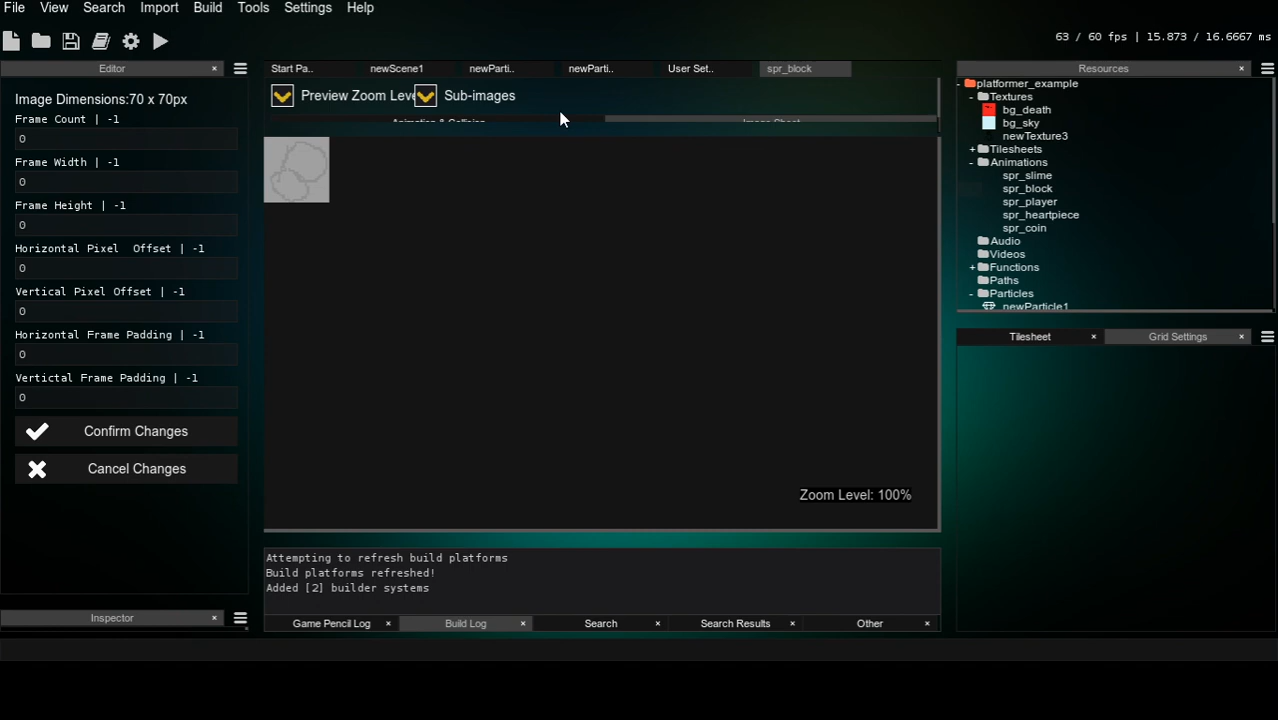 File View Search Import Build Tools Settings Help
63 / 60 fps | 15.873 / 16.6667 ms
Editor ×
Image Dimensions:70 x 70px
Frame Count | -1
0
Frame Width | -1
0
Frame Height | -1
0
Horizontal Pixel  Offset | -1
0
Vertical Pixel Offset | -1
0
Horizontal Frame Padding | -1
0
Vertictal Frame Padding | -1
0
Confirm Changes
Cancel Changes
Inspector ×
Start Pa.. newScene1 newParti.. newParti.. User Set.. spr_block
Preview Zoom Leve Sub-images
Animation & Collision Image Sheet
Zoom Level: 100%
Attempting to refresh build platforms
Build platforms refreshed!
Added [2] builder systems
Game Pencil Log × Build Log × Search × Search Results × Other ×
Resources ×
- platformer_example
- Textures
bg_death
bg_sky
newTexture3
+ Tilesheets
- Animations
spr_slime
spr_block
spr_player
spr_heartpiece
spr_coin
Audio
Videos
+ Functions
Paths
- Particles
newParticle1
Tilesheet × Grid Settings ×